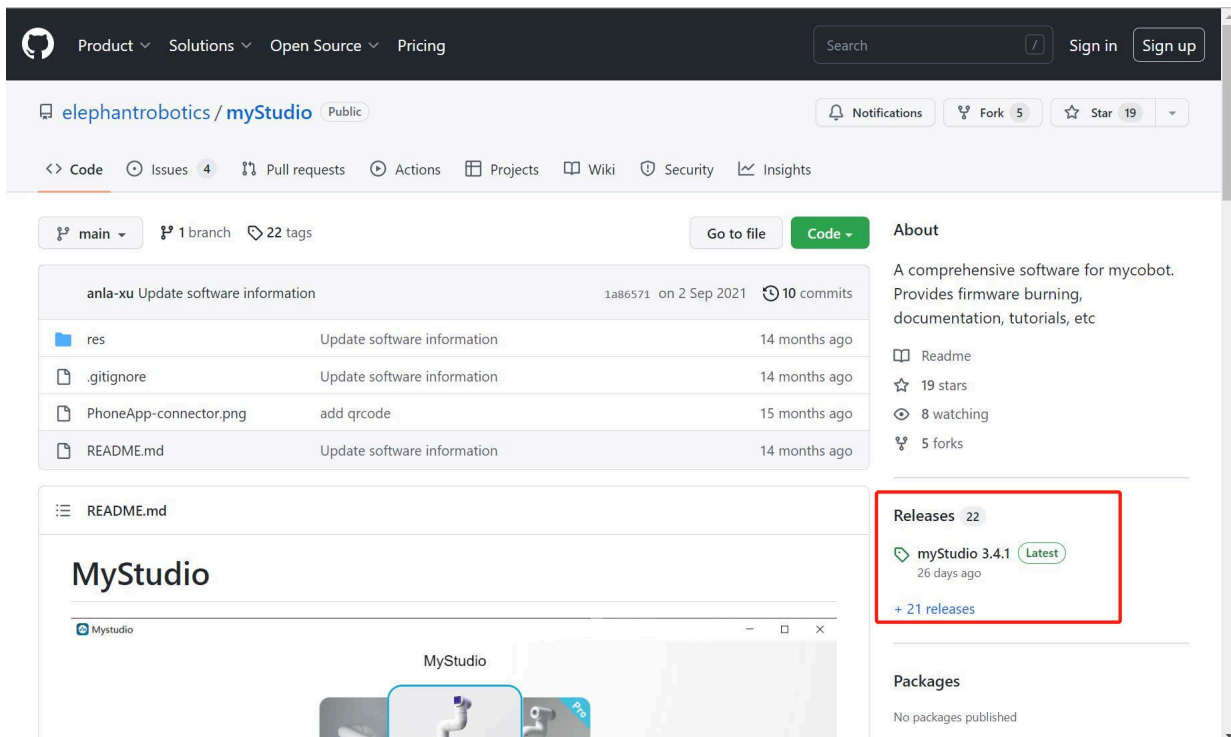 Product Solutions Open Source Pricing Search / Sign in Sign up
elephantrobotics / myStudio Public Notifications Fork 5 Star 19
<> Code Issues 4 Pull requests Actions Projects Wiki Security Insights
main 1 branch 22 tags Go to file Code
anla-xu Update software information 1a86571 on 2 Sep 2021 10 commits
res Update software information 14 months ago
.gitignore Update software information 14 months ago
PhoneApp-connector.png add qrcode 15 months ago
README.md Update software information 14 months ago
README.md
MyStudio
Mystudio
MyStudio
Pro
About
A comprehensive software for mycobot.
Provides firmware burning,
documentation, tutorials, etc
Readme
19 stars
8 watching
5 forks
Releases 22
myStudio 3.4.1 Latest
26 days ago
+ 21 releases
Packages
No packages published